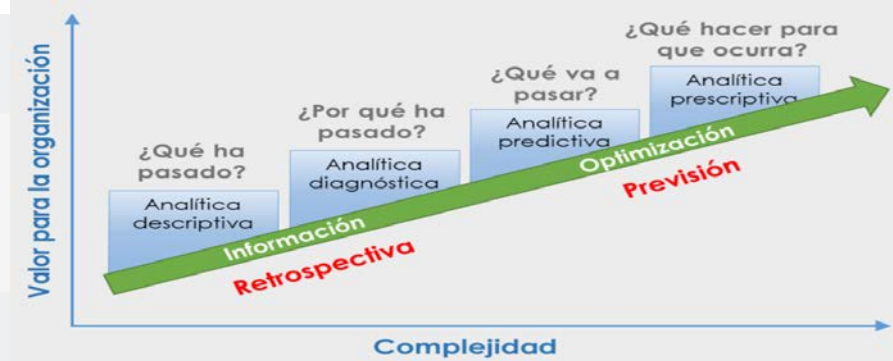 Valor para la organización
¿Qué ha
pasado?
Analítica
descriptiva
¿Por qué ha
pasado?
Analítica
diagnóstica
¿Qué va a
pasar?
Analítica
predictiva
¿Qué hacer para
que ocurra?
Analítica
prescriptiva
Información
Optimización
Retrospectiva
Previsión
Complejidad